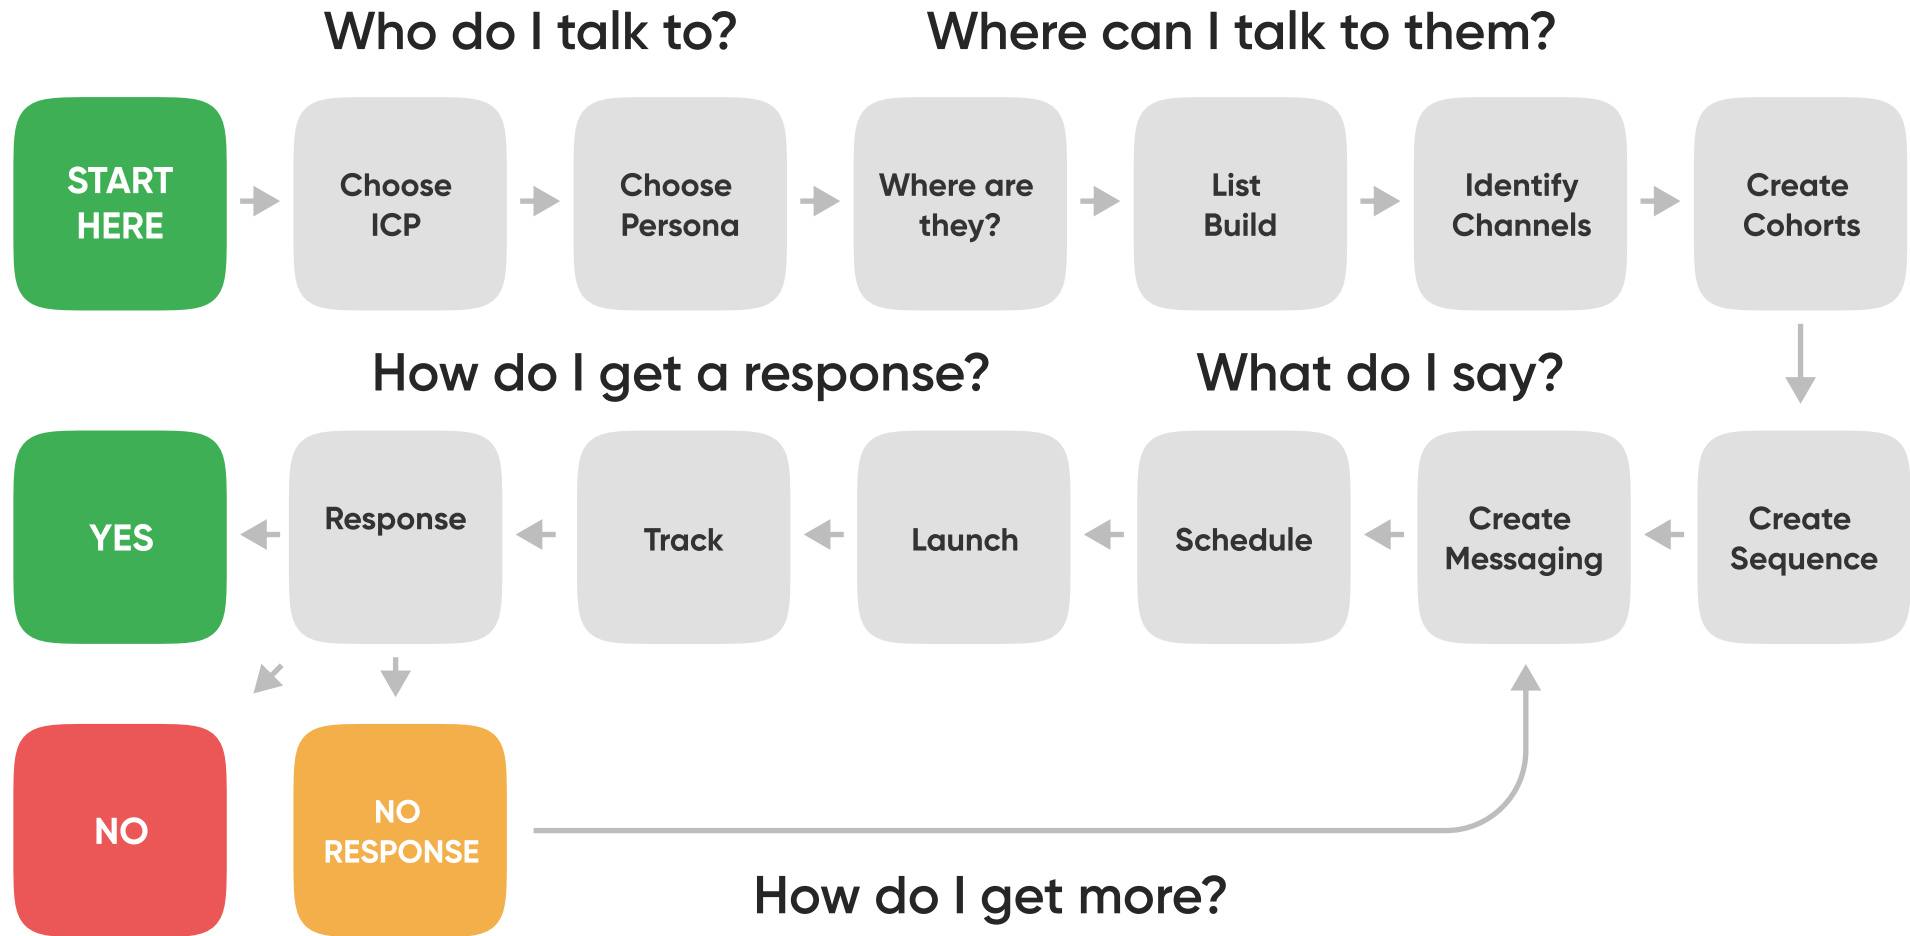 Who do I talk to?
Where can I talk to them?
START
HERE
Choose
ICP
Choose
Persona
Where are
they?
List
Build
Identify
Channels
Create
Cohorts
How do I get a response?
What do I say?
YES
Response
Track
Launch
Schedule
Create
Messaging
Create
Sequence
NO
NO
RESPONSE
How do I get more?